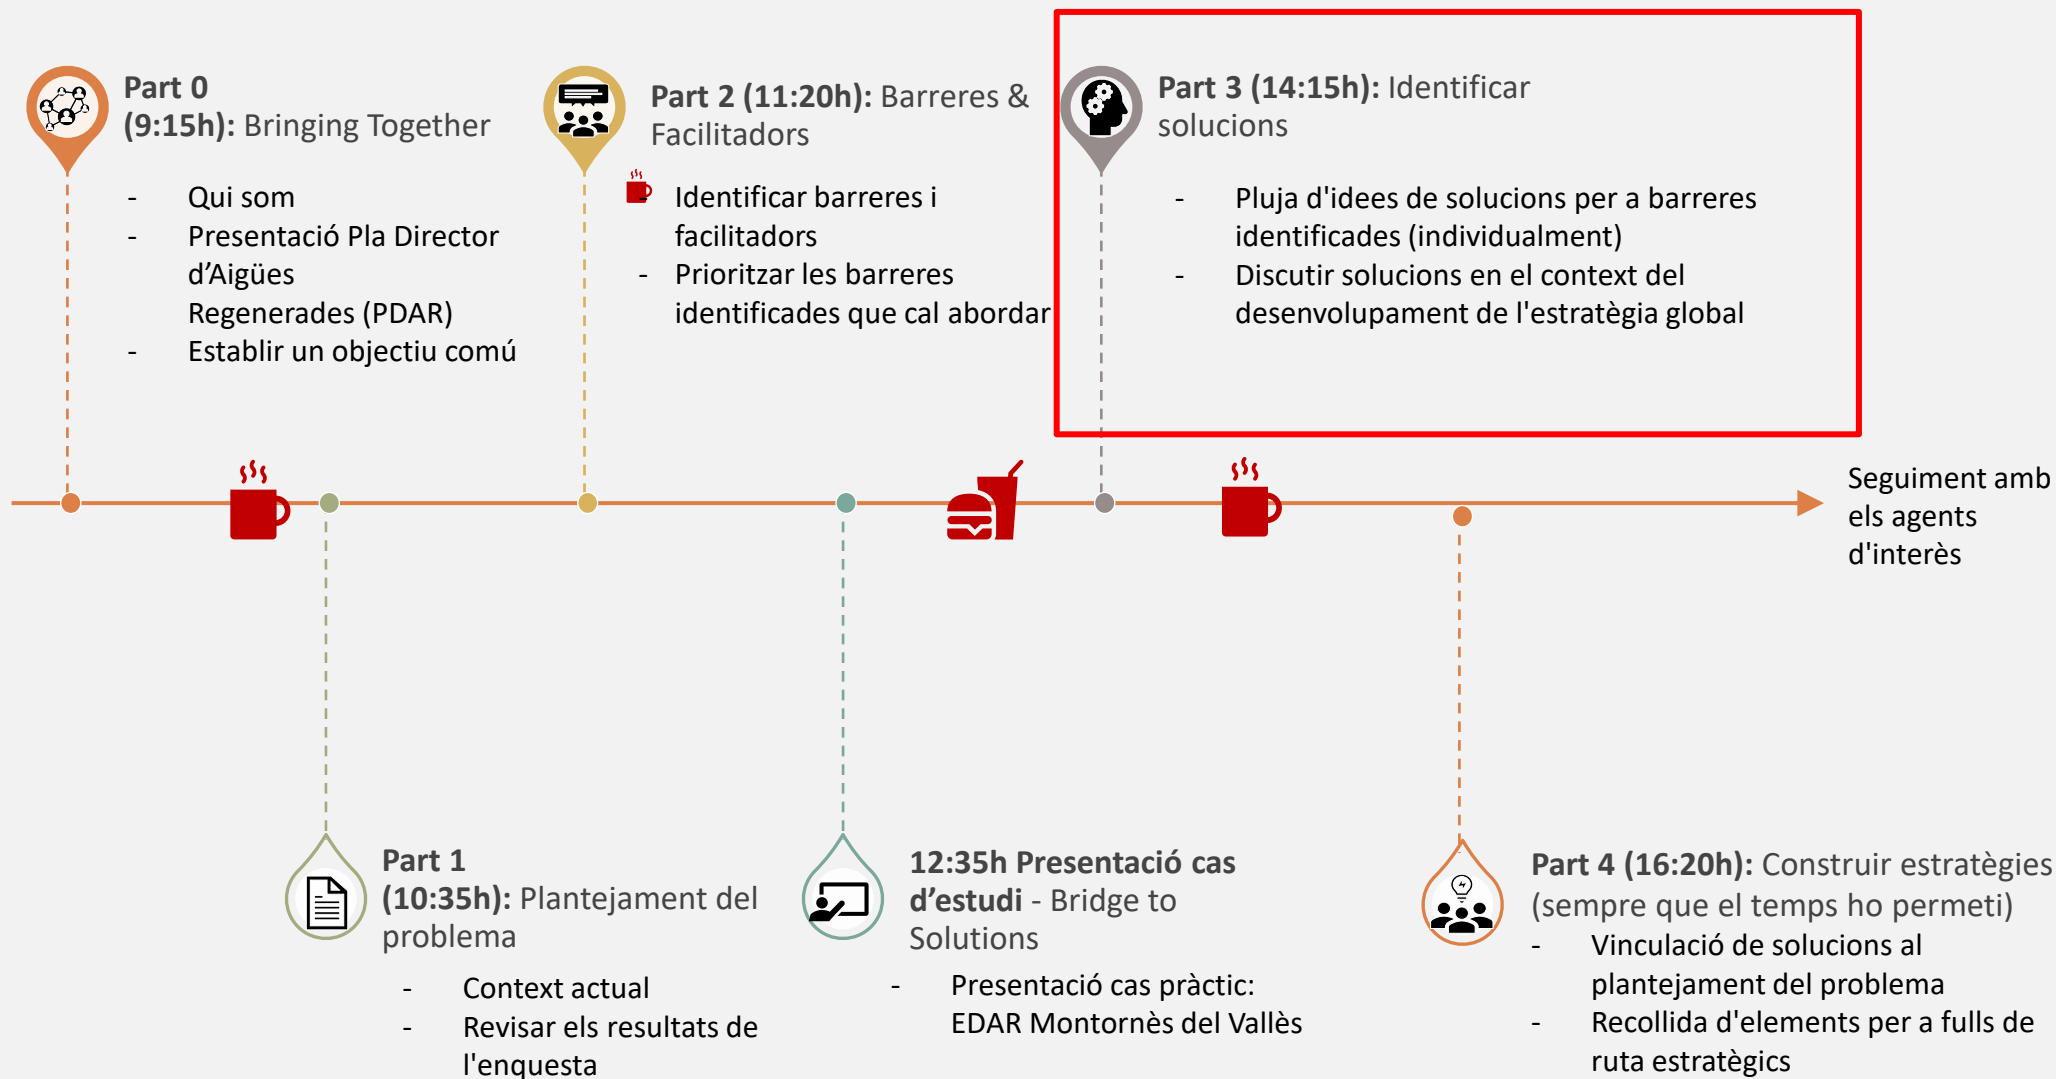 Part 0
(9:15h): Bringing Together
- Qui som
- Presentació Pla Director
d’Aigües
Regenerades (PDAR)
- Establir un objectiu comú
Part 2 (11:20h): Barreres &
Facilitadors
- Identificar barreres i
facilitadors
- Prioritzar les barreres
identificades que cal abordar
Part 3 (14:15h): Identificar
solucions
- Pluja d'idees de solucions per a barreres
identificades (individualment)
- Discutir solucions en el context del
desenvolupament de l'estratègia global
Seguiment amb
els agents
d'interès
Part 1
(10:35h): Plantejament del
problema
- Context actual
- Revisar els resultats de
l'enquesta
12:35h Presentació cas
d’estudi - Bridge to
Solutions
- Presentació cas pràctic:
EDAR Montornès del Vallès
Part 4 (16:20h): Construir estratègies
(sempre que el temps ho permeti)
- Vinculació de solucions al
plantejament del problema
- Recollida d'elements per a fulls de
ruta estratègics